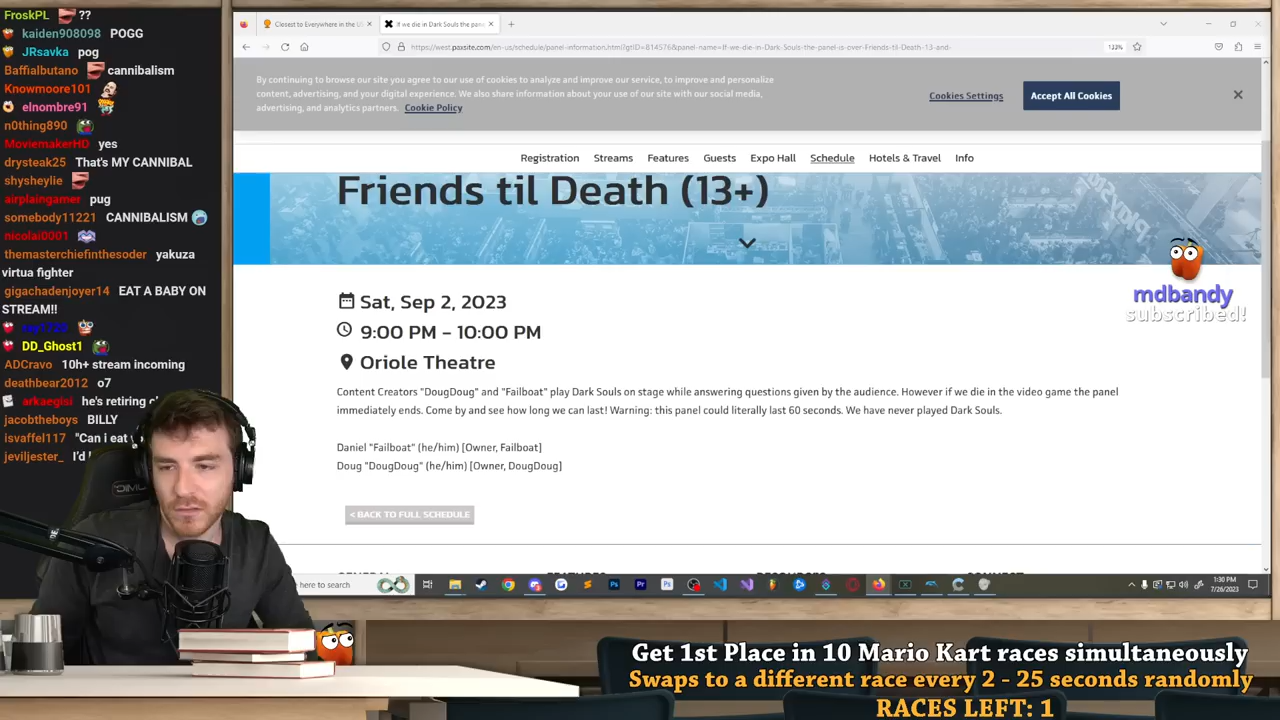 FroskPL ??
kaiden908098 POGG
JRsavka pog
Baffialbutano cannibalism
Knowmoore101
elnombre91
n0thing890
MoviemakerHD yes
drysteak25 That's MY CANNIBAL
shysheylie
airplaingamer pug
somebody11221 CANNIBALISM
nicolai0001
themasterchiefinthesoder yakuza
virtua fighter
gigachadenjoyer14 EAT A BABY ON
STREAM!!
DD_Ghost1
ADCravo 10h+ stream incoming
deathbear2012 o7
arkaegisi he's retiring
jacobtheboys BILLY
isvaffel117 "Can i eat
jeviljester_ I'd
Closest to Everywhere in the U
If we die in Dark Souls the pane
https://west.paxsite.com/en-us/schedule/panel-information.html?gtID=814576&panel-name=If-we-die-in-Dark-Souls-the-panel-is-over-Friends-til-Death-13-and-
133%
By continuing to browse our site you agree to our use of cookies to analyze and improve our service, to improve and personalize
content, advertising, and your digital experience. We also share information about your use of our site with our social media,
advertising, and analytics partners. Cookie Policy
Cookies Settings
Accept All Cookies
Registration Streams Features Guests Expo Hall Schedule Hotels & Travel Info
Friends til Death (13+)
Sat, Sep 2, 2023
9:00 PM – 10:00 PM
Oriole Theatre
Content Creators "DougDoug" and "Failboat" play Dark Souls on stage while answering questions given by the audience. However if we die in the video game the panel
immediately ends. Come by and see how long we can last! Warning: this panel could literally last 60 seconds. We have never played Dark Souls.
Daniel "Failboat" (he/him) [Owner, Failboat]
Doug "DougDoug" (he/him) [Owner, DougDoug]
< BACK TO FULL SCHEDULE
mdbandy
subscribed!
here to search
1:30 PM
7/26/2023
Get 1st Place in 10 Mario Kart races simultaneously
Swaps to a different race every 2 - 25 seconds randomly
RACES LEFT: 1